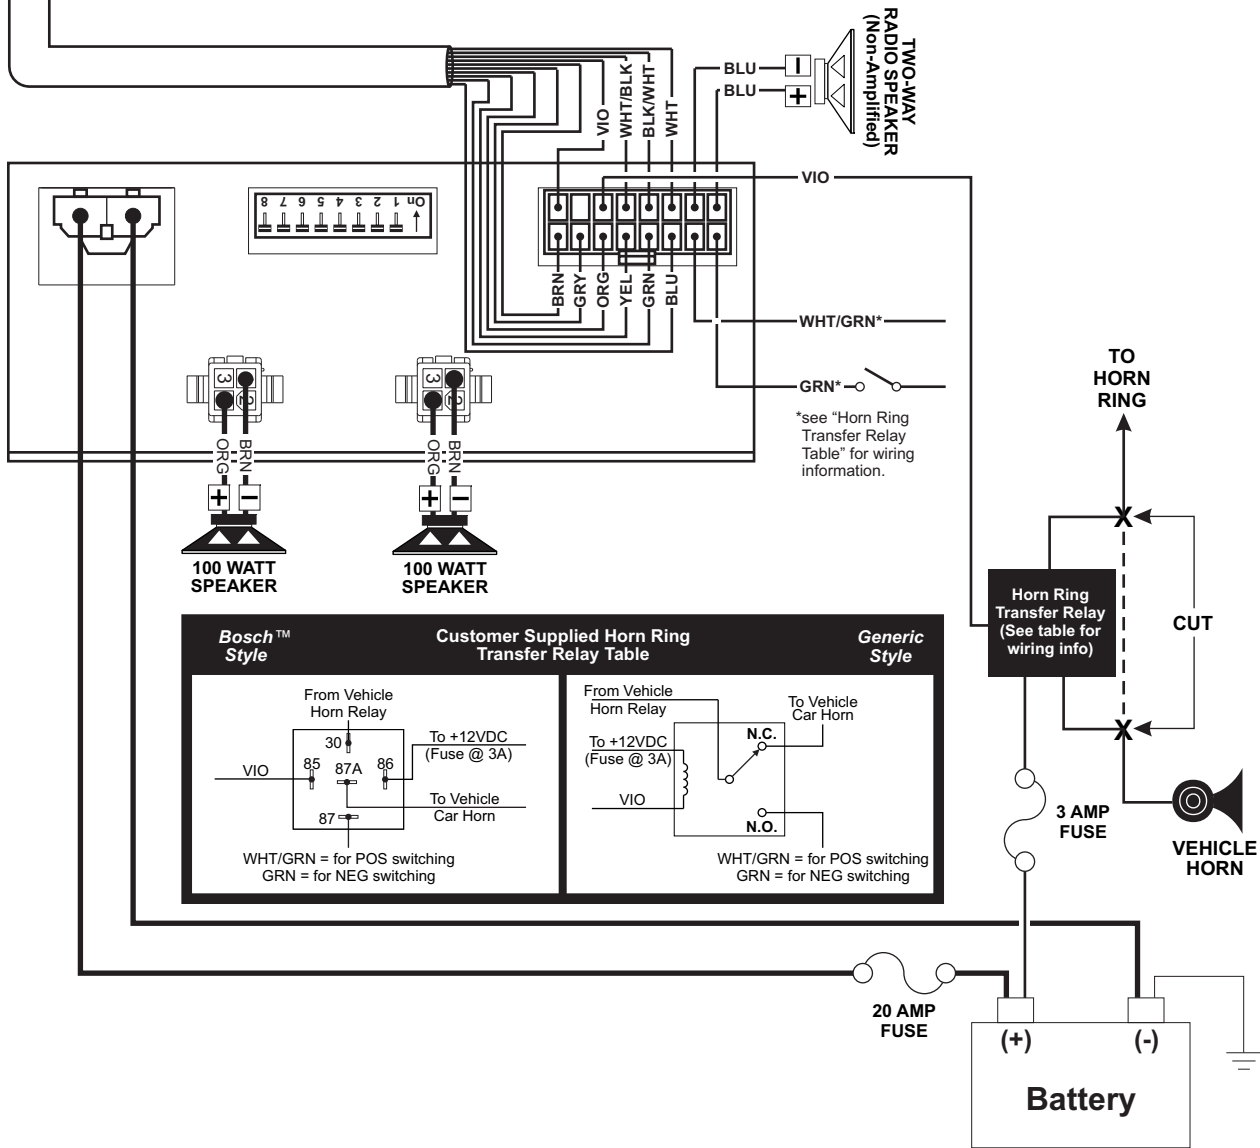 TWO-WAY
RADIO SPEAKER
(Non-Amplified)
BLU
BLU
−
+
VIO
WHT/BLK
BLK/WHT
WHT
VIO
8 7 6 5 4 3 2 1 On
BRN
GRY
ORG
YEL
GRN
BLU
WHT/GRN*
GRN*
*see “Horn Ring
Transfer Relay
Table” for wiring
information.
3
2
3
2
ORG
BRN
ORG
BRN
+ −
+ −
100 WATT
SPEAKER
100 WATT
SPEAKER
TO
HORN
RING
X
CUT
X
Horn Ring
Transfer Relay
(See table for
wiring info)
3 AMP
FUSE
VEHICLE
HORN
Bosch™
Style
Customer Supplied Horn Ring
Transfer Relay Table
Generic
Style
From Vehicle
Horn Relay
30
85
87A
86
87
VIO
To +12VDC
(Fuse @ 3A)
To Vehicle
Car Horn
WHT/GRN = for POS switching
GRN = for NEG switching
From Vehicle
Horn Relay
To Vehicle
Car Horn
N.C.
To +12VDC
(Fuse @ 3A)
VIO
N.O.
WHT/GRN = for POS switching
GRN = for NEG switching
20 AMP
FUSE
(+)
(-)
Battery